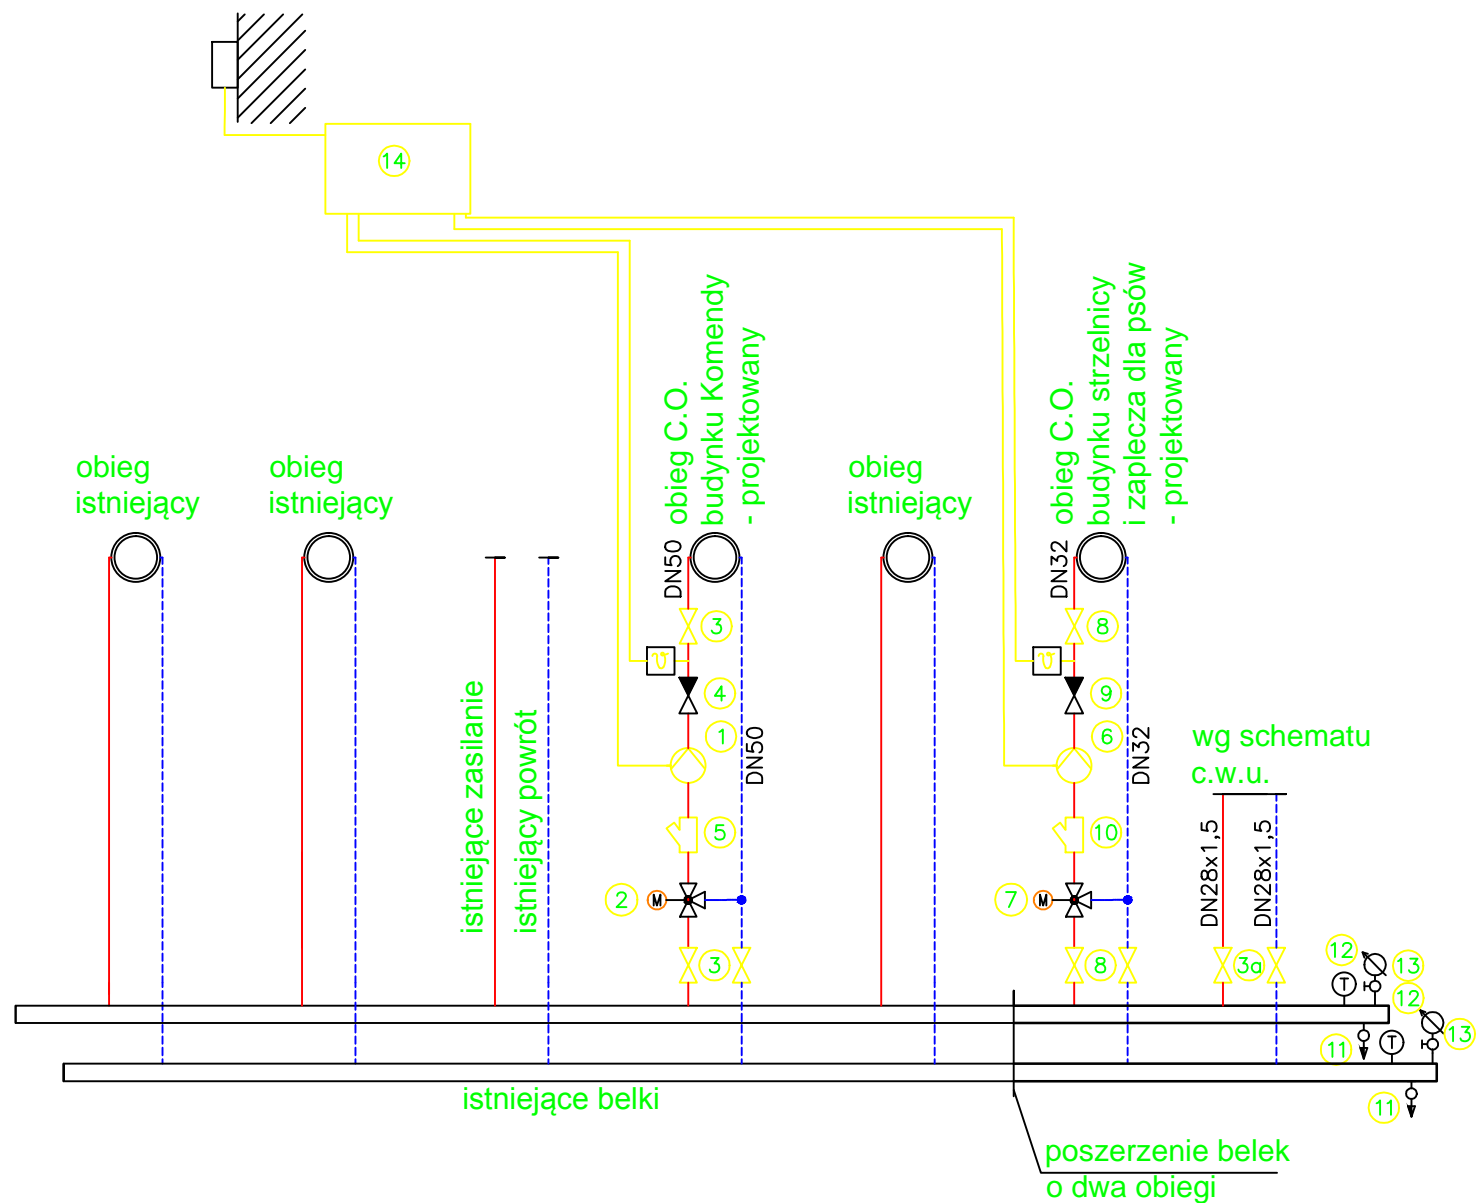 14
obieg C.O.
budynku Komendy
- projektowany
obieg C.O.
budynku strzelnicy
i zaplecza dla psów
- projektowany
obieg
istniejący
obieg
istniejący
obieg
istniejący
DN50
DN32
3
8
ϑ
ϑ
4
9
1
6
DN50
DN32
istniejące zasilanie
istniejący powrót
wg schematu
c.w.u.
5
10
DN28x1,5
DN28x1,5
2
M
7
M
3
8
3a
12
13
T
12
13
11
T
11
istniejące belki
poszerzenie belek
o dwa obiegi